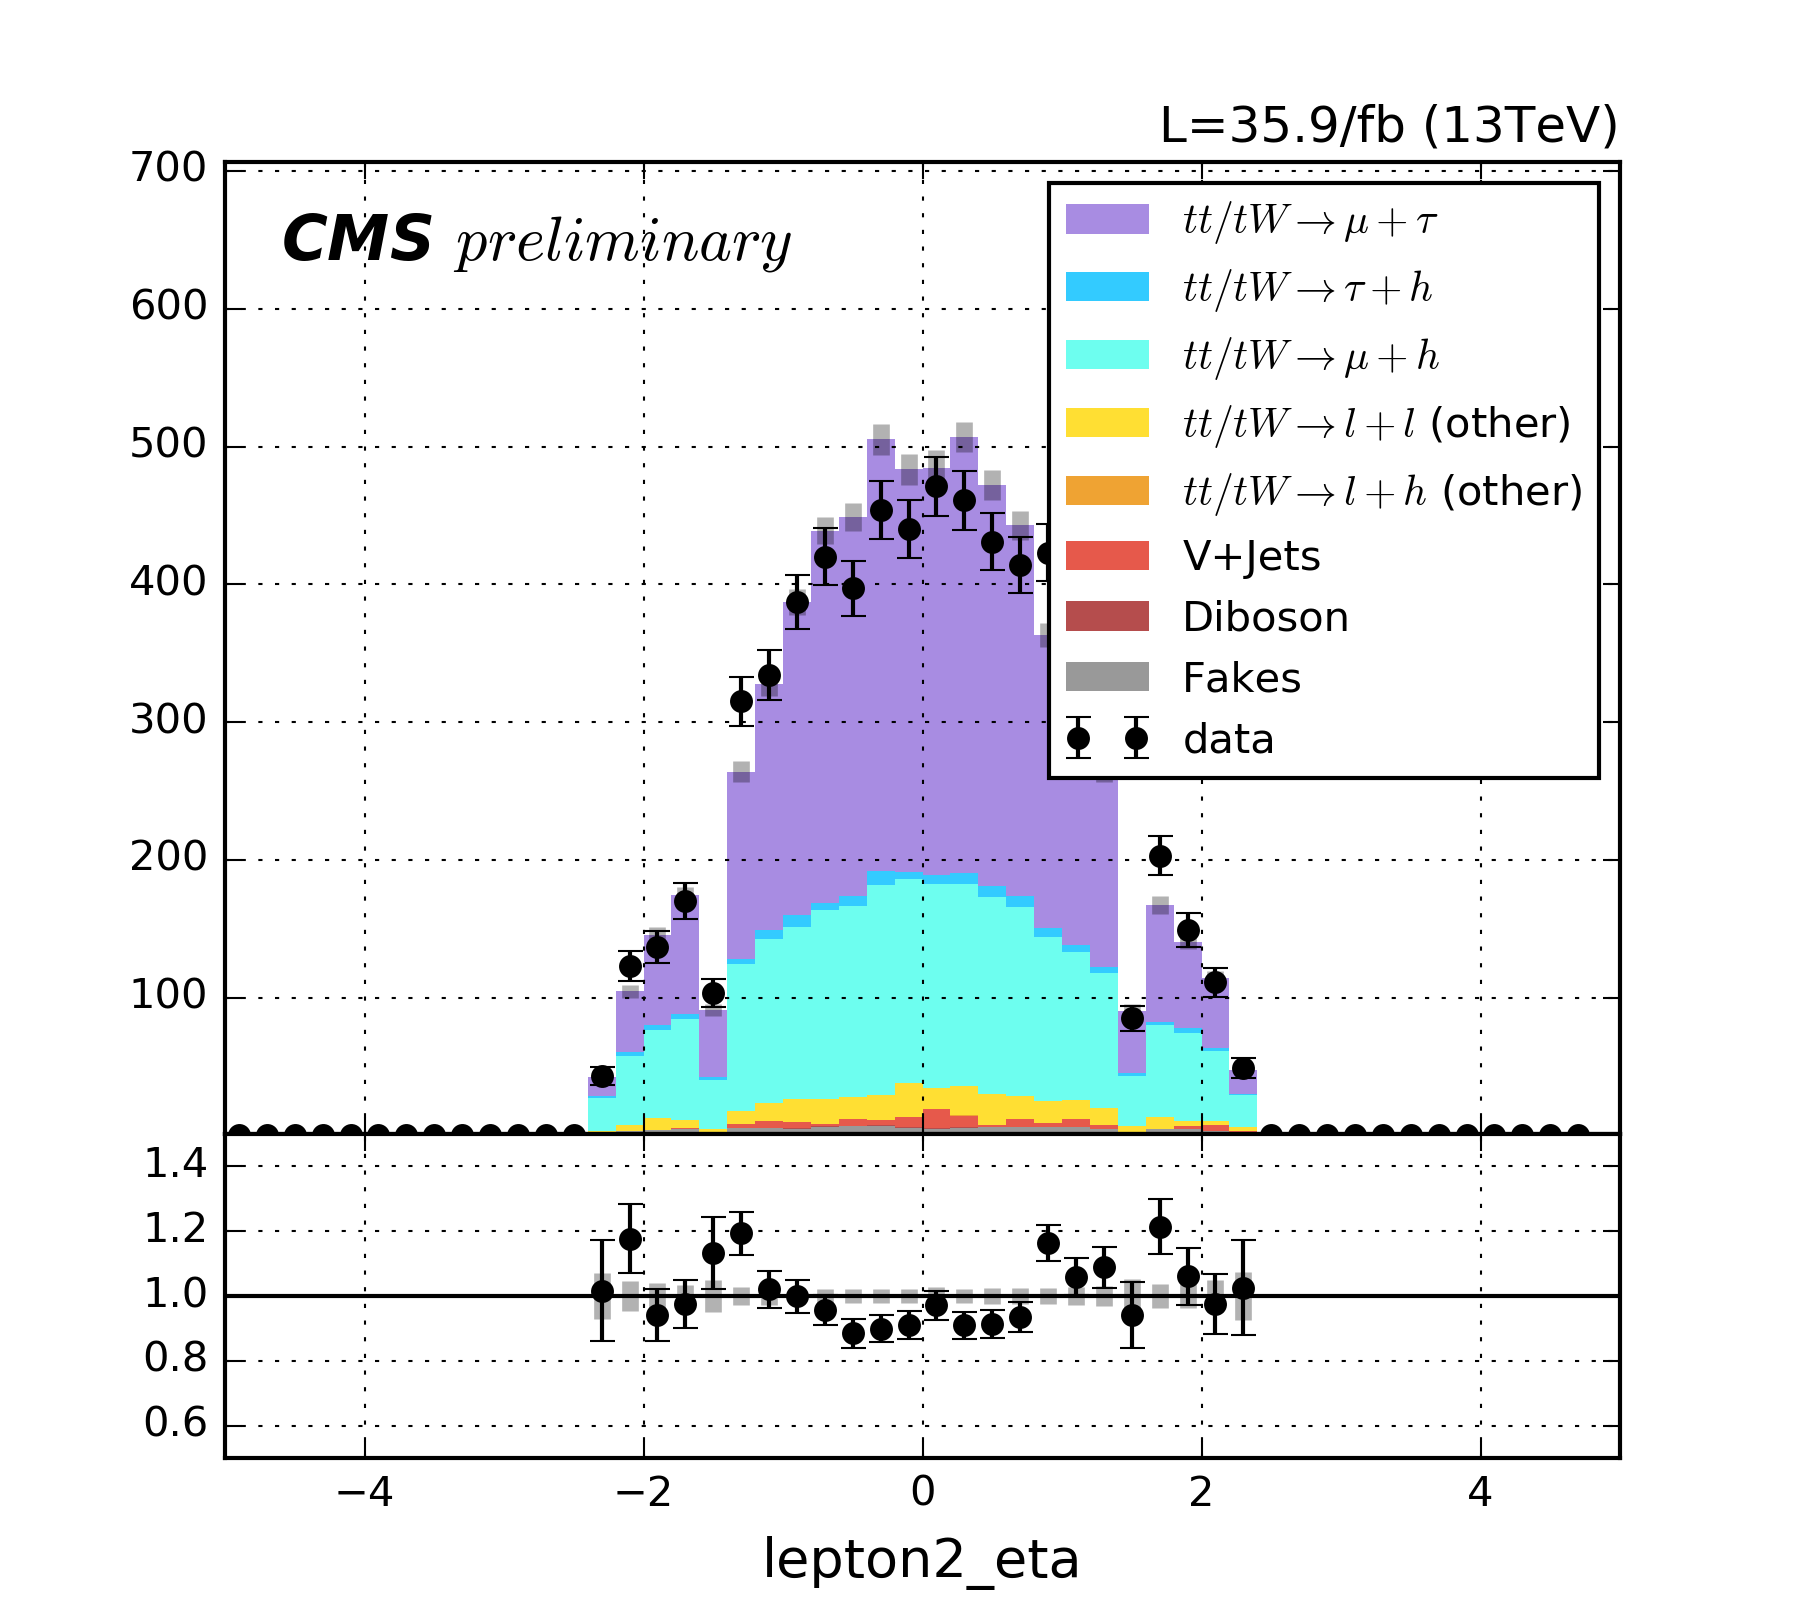 L=35.9/fb (13TeV)
700
CMS preliminary
600
500
400
300
200
100
tt/tW → μ + τ
tt/tW → τ + h
tt/tW → μ + h
tt/tW → l + l (other)
tt/tW → l + h (other)
V+Jets
Diboson
Fakes
data
1.4
1.2
1.0
0.8
0.6
−4 −2 0 2 4
lepton2_eta